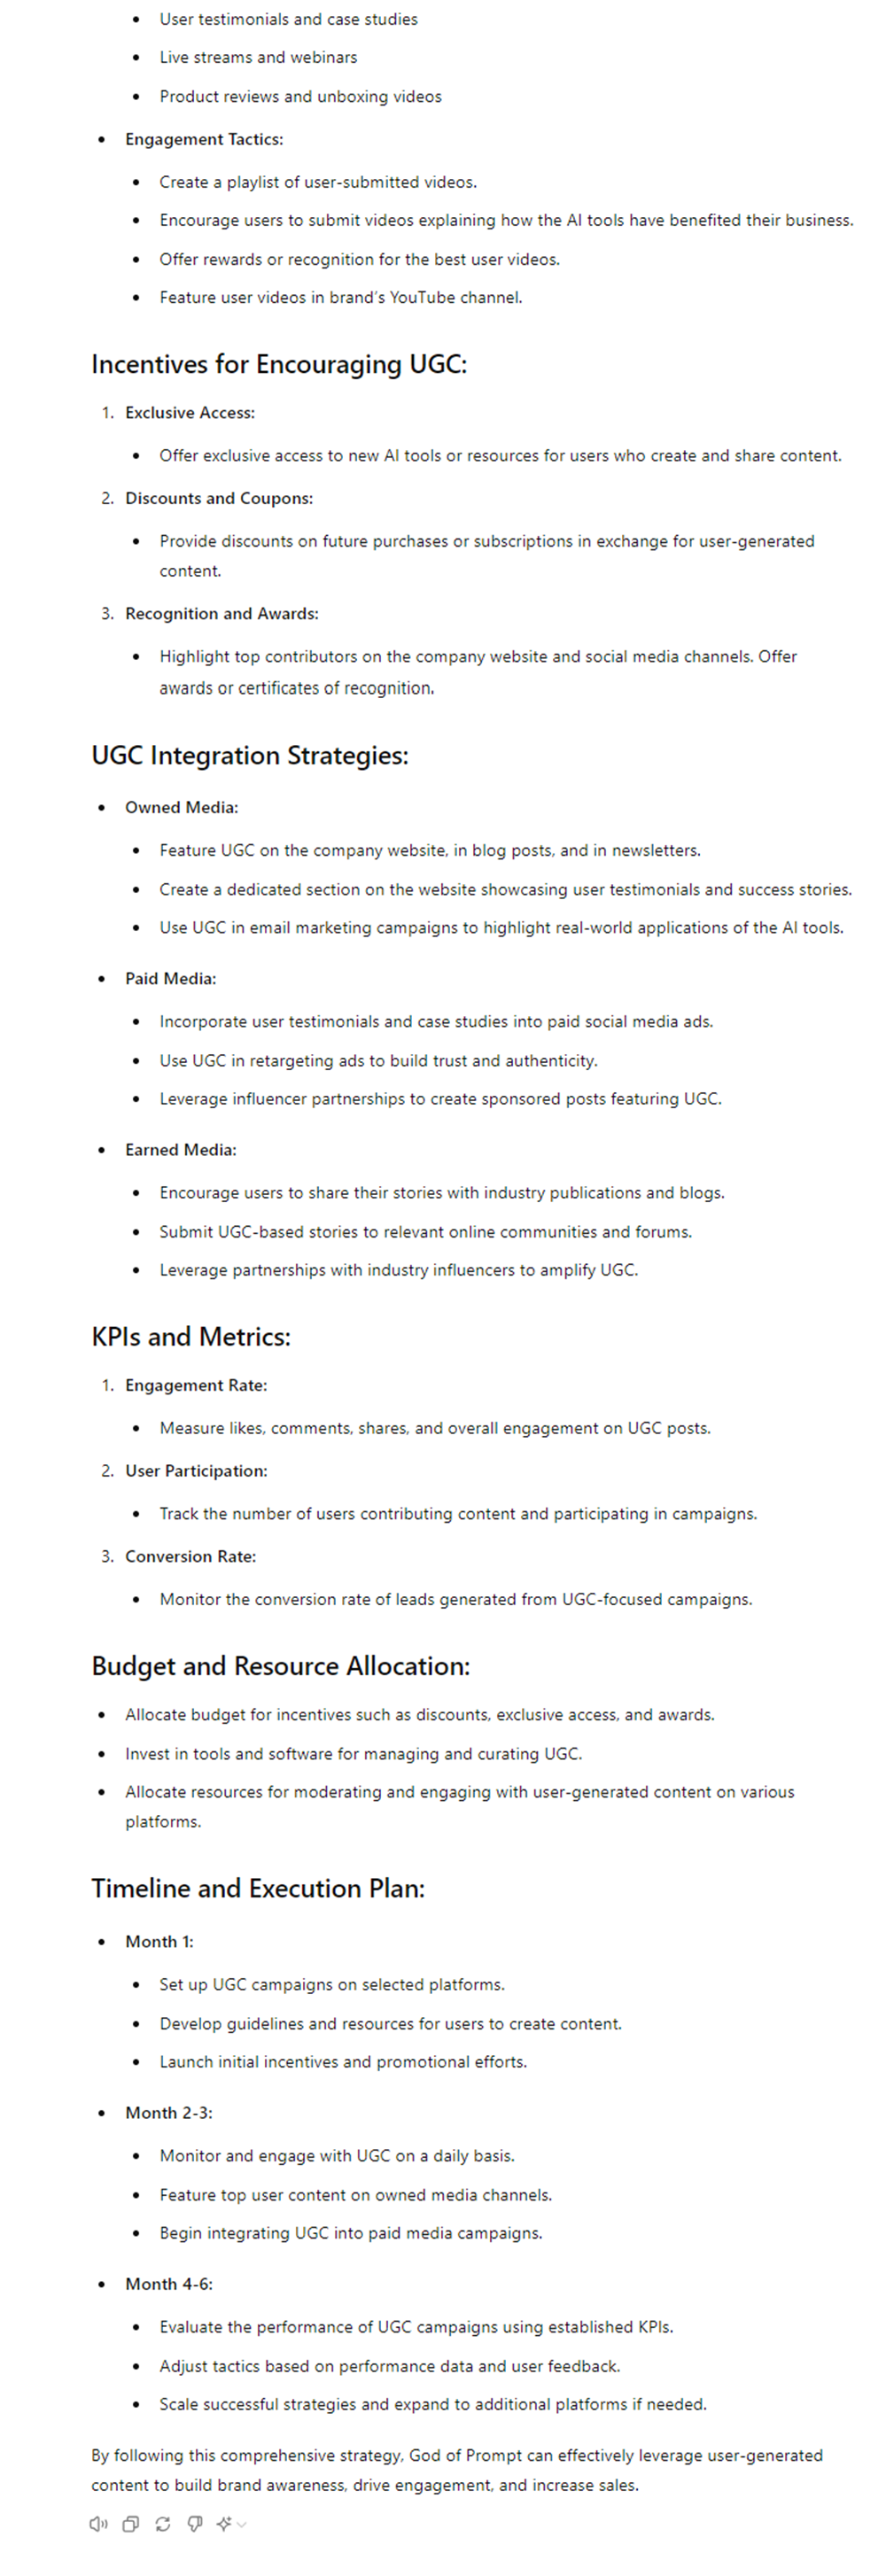 • User testimonials and case studies
• Live streams and webinars
• Product reviews and unboxing videos
• Engagement Tactics:
• Create a playlist of user-submitted videos.
• Encourage users to submit videos explaining how the AI tools have benefited their business.
• Offer rewards or recognition for the best user videos.
• Feature user videos in brand's YouTube channel.
Incentives for Encouraging UGC:
1. Exclusive Access:
• Offer exclusive access to new AI tools or resources for users who create and share content.
2. Discounts and Coupons:
• Provide discounts on future purchases or subscriptions in exchange for user-generated
content.
3. Recognition and Awards:
• Highlight top contributors on the company website and social media channels. Offer
awards or certificates of recognition.
UGC Integration Strategies:
• Owned Media:
• Feature UGC on the company website, in blog posts, and in newsletters.
• Create a dedicated section on the website showcasing user testimonials and success stories.
• Use UGC in email marketing campaigns to highlight real-world applications of the AI tools.
• Paid Media:
• Incorporate user testimonials and case studies into paid social media ads.
• Use UGC in retargeting ads to build trust and authenticity.
• Leverage influencer partnerships to create sponsored posts featuring UGC.
• Earned Media:
• Encourage users to share their stories with industry publications and blogs.
• Submit UGC-based stories to relevant online communities and forums.
• Leverage partnerships with industry influencers to amplify UGC.
KPIs and Metrics:
1. Engagement Rate:
• Measure likes, comments, shares, and overall engagement on UGC posts.
2. User Participation:
• Track the number of users contributing content and participating in campaigns.
3. Conversion Rate:
• Monitor the conversion rate of leads generated from UGC-focused campaigns.
Budget and Resource Allocation:
• Allocate budget for incentives such as discounts, exclusive access, and awards.
• Invest in tools and software for managing and curating UGC.
• Allocate resources for moderating and engaging with user-generated content on various
platforms.
Timeline and Execution Plan:
• Month 1:
• Set up UGC campaigns on selected platforms.
• Develop guidelines and resources for users to create content.
• Launch initial incentives and promotional efforts.
• Month 2-3:
• Monitor and engage with UGC on a daily basis.
• Feature top user content on owned media channels.
• Begin integrating UGC into paid media campaigns.
• Month 4-6:
• Evaluate the performance of UGC campaigns using established KPIs.
• Adjust tactics based on performance data and user feedback.
• Scale successful strategies and expand to additional platforms if needed.
By following this comprehensive strategy, God of Prompt can effectively leverage user-generated
content to build brand awareness, drive engagement, and increase sales.